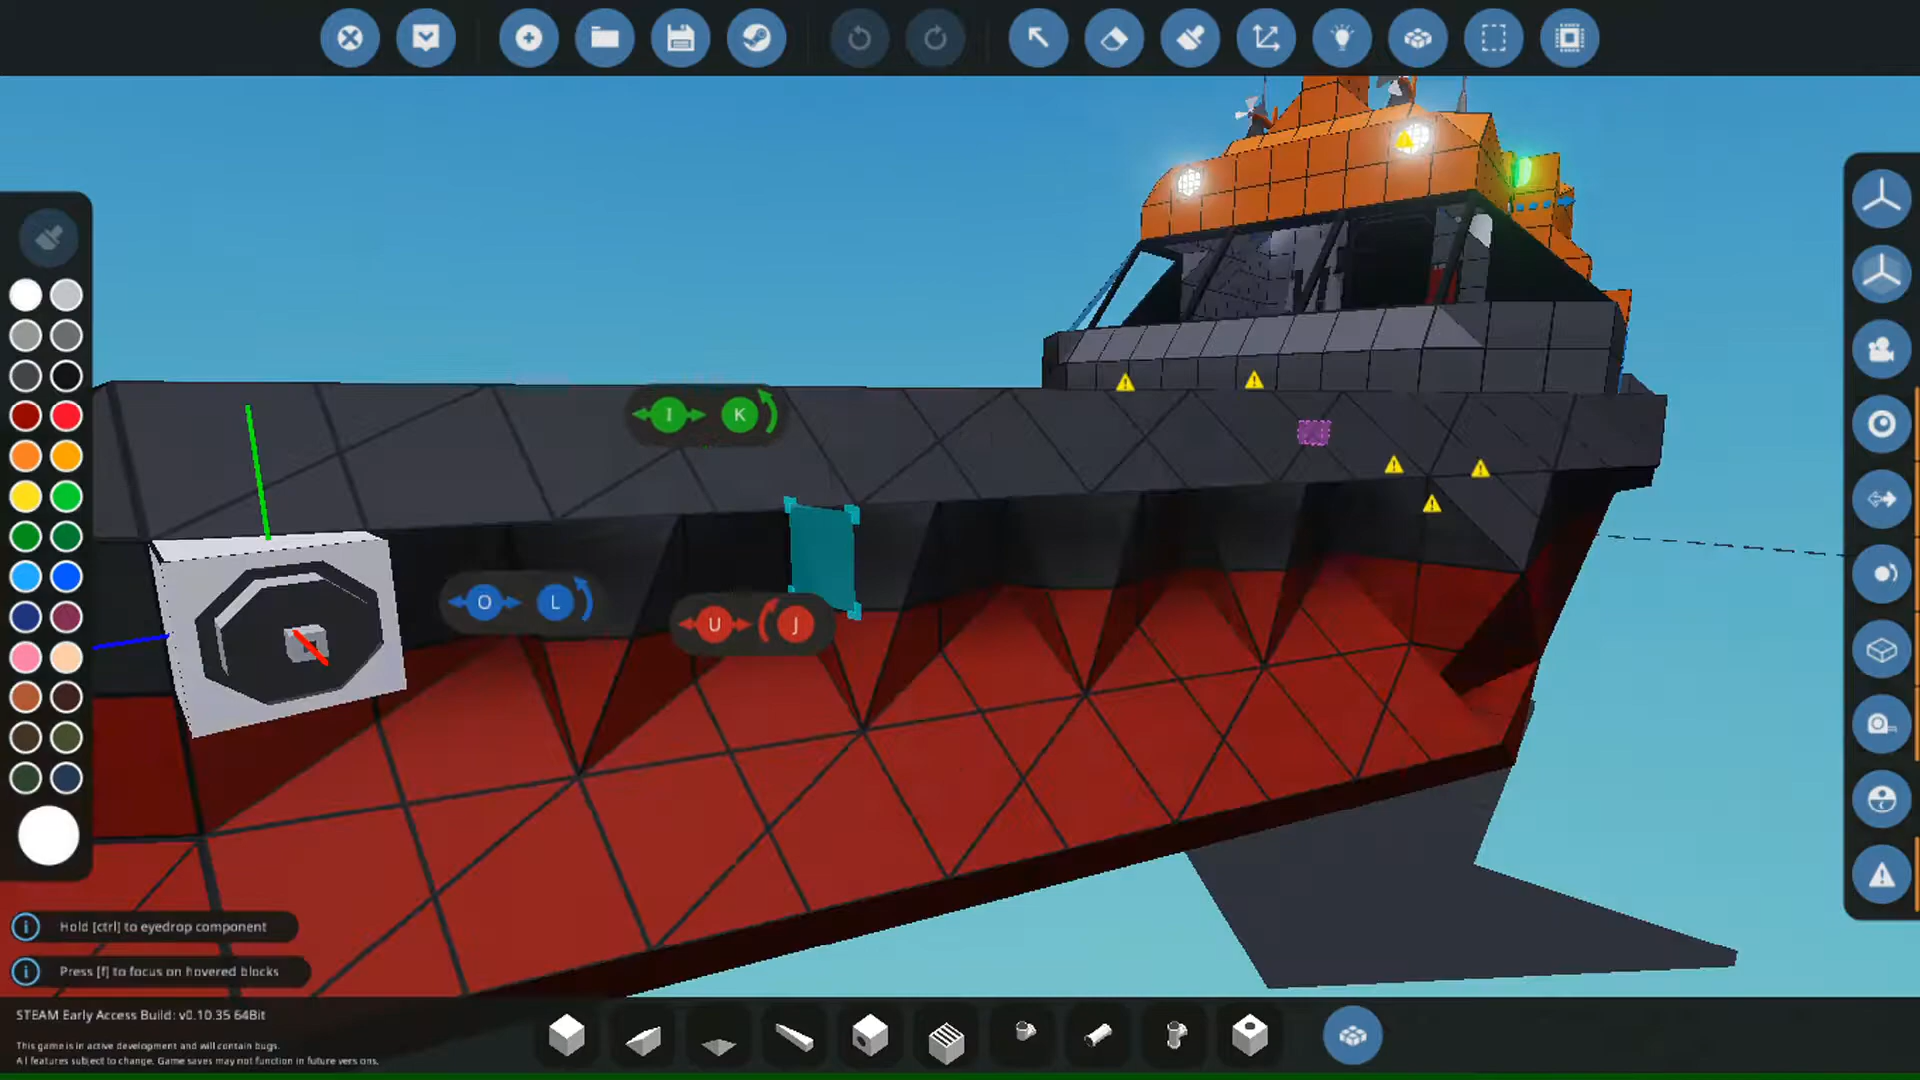 I K
O L
U J
Hold [ctrl] to eyedrop component
Press [f] to focus on hovered blocks
STEAM Early Access Build: v0.10.35 64Bit
This game is in active development and will contain bugs.
All features subject to change. Game saves may not function in future versions.